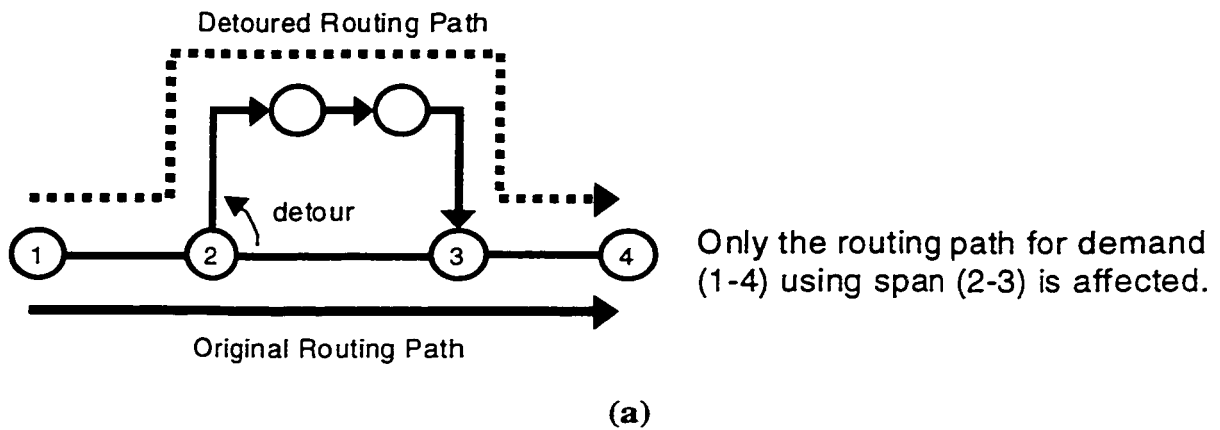 Detoured Routing Path
detour
1
2
3
4
Only the routing path for demand
(1-4) using span (2-3) is affected.
Original Routing Path
(a)